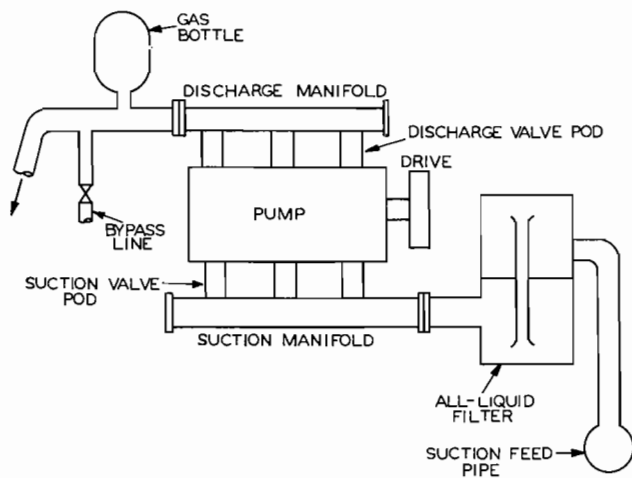 GAS
BOTTLE
DISCHARGE MANIFOLD
DISCHARGE VALVE POD
DRIVE
PUMP
BYPASS
LINE
SUCTION VALVE
POD
SUCTION MANIFOLD
ALL-LIQUID
FILTER
SUCTION FEED
PIPE